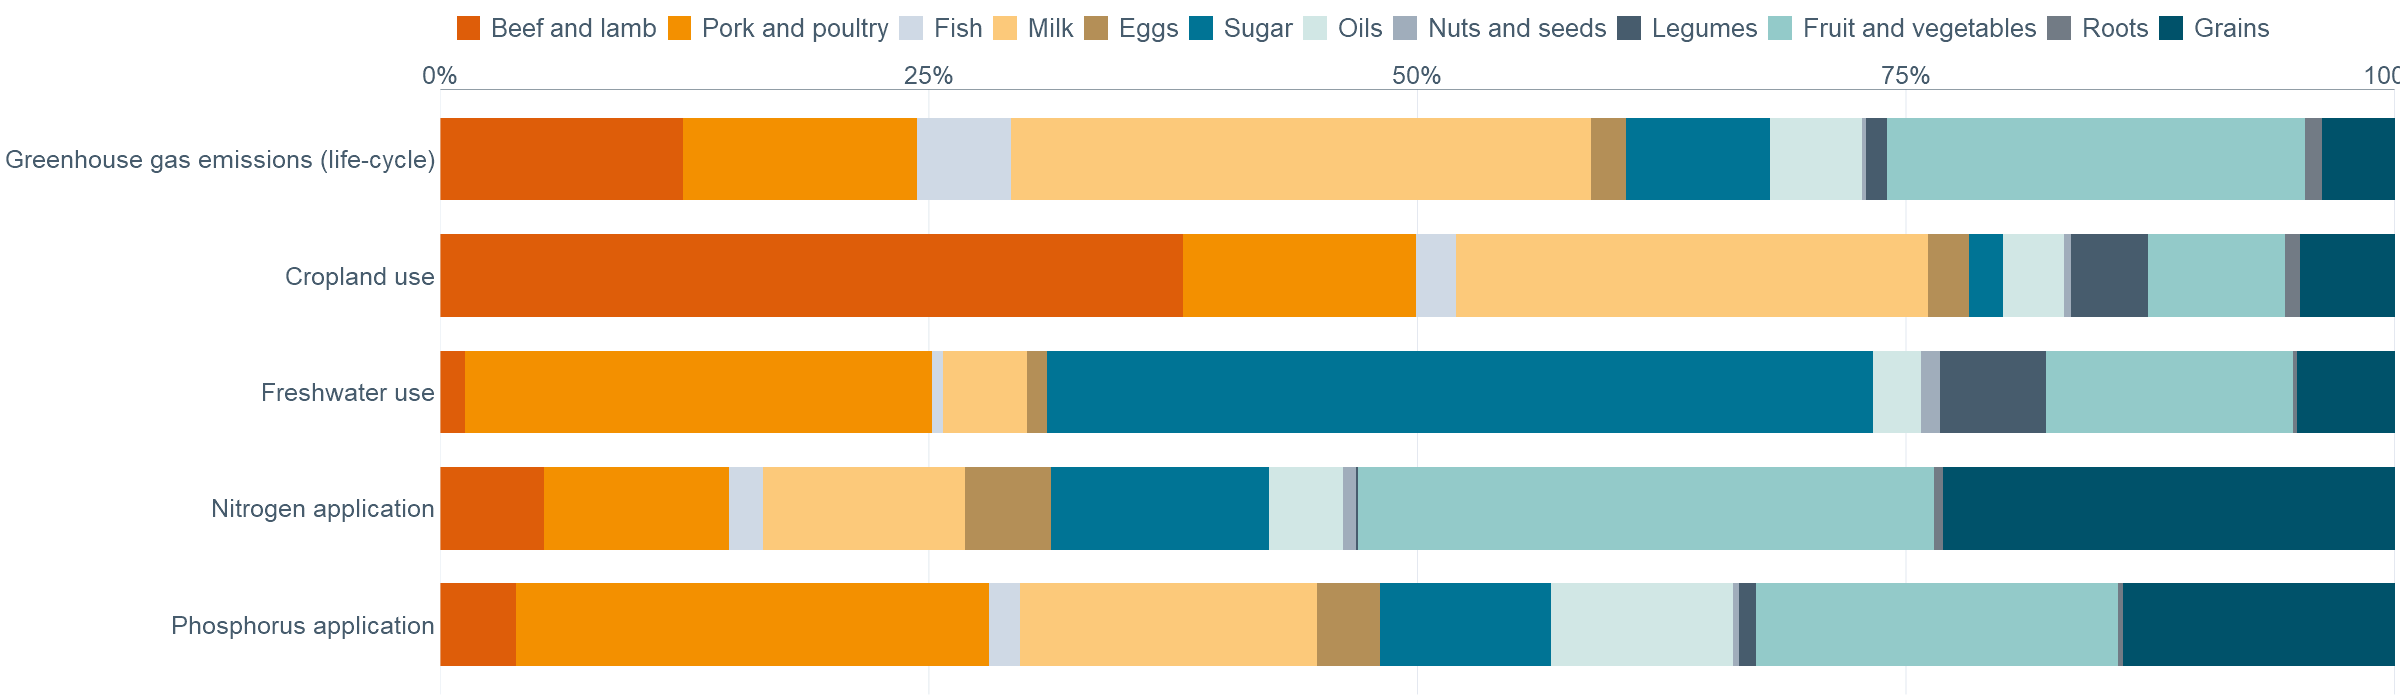 Beef and lamb Pork and poultry Fish Milk Eggs Sugar Oils Nuts and seeds Legumes Fruit and vegetables Roots Grains
0% 25% 50% 75% 100
Greenhouse gas emissions (life-cycle)
Cropland use
Freshwater use
Nitrogen application
Phosphorus application